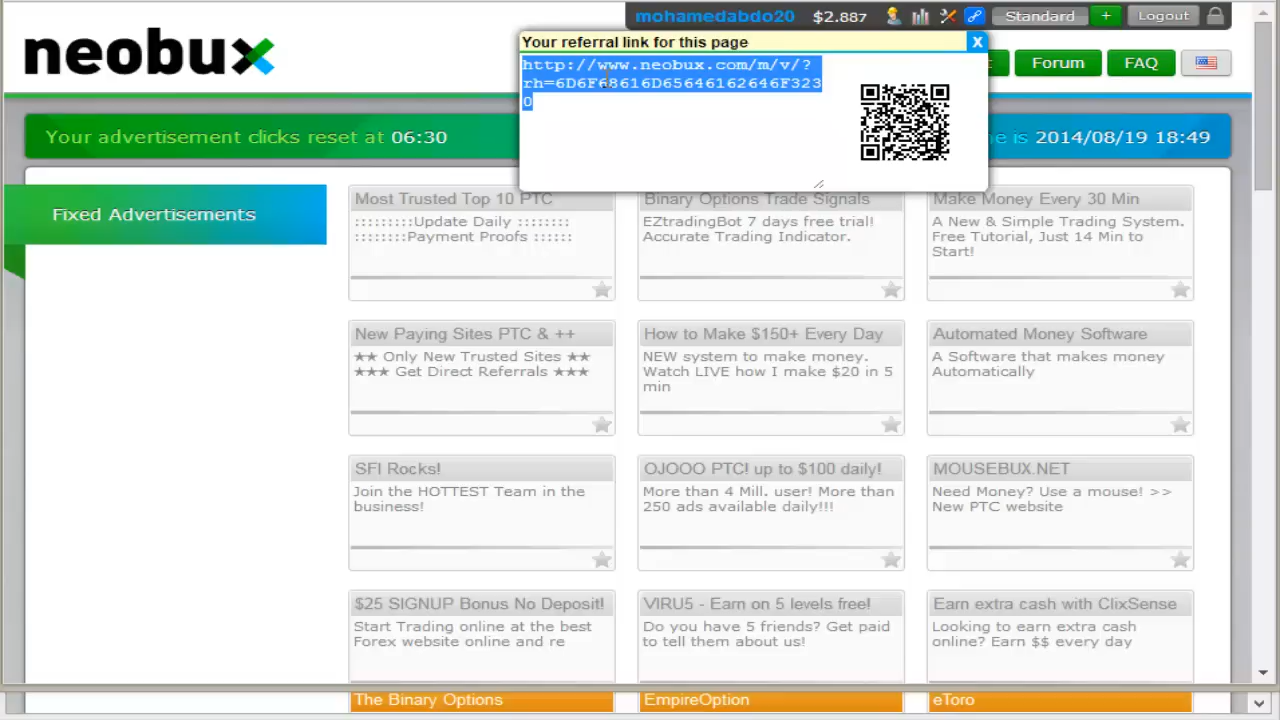 mohamedabdo20 $2.887 Standard + Logout
neobux
Your referral link for this page X
http://www.neobux.com/m/v/?
rh=6D6F68616D65646162646F323
0
Forum FAQ
Your advertisement clicks reset at 06:30
e is 2014/08/19 18:49
Fixed Advertisements
Most Trusted Top 10 PTC
:::::::::Update Daily ::::::::
::::::::Payment Proofs ::::::
Binary Options Trade Signals
EZtradingBot 7 days free trial!
Accurate Trading Indicator.
Make Money Every 30 Min
A New & Simple Trading System.
Free Tutorial, Just 14 Min to
Start!
New Paying Sites PTC & ++
★★ Only New Trusted Sites ★★
★★★ Get Direct Referrals ★★★
How to Make $150+ Every Day
NEW system to make money.
Watch LIVE how I make $20 in 5
min
Automated Money Software
A Software that makes money
Automatically
SFI Rocks!
Join the HOTTEST Team in the
business!
OJOOO PTC! up to $100 daily!
More than 4 Mill. user! More than
250 ads available daily!!!
MOUSEBUX.NET
Need Money? Use a mouse! >>
New PTC website
$25 SIGNUP Bonus No Deposit!
Start Trading online at the best
Forex website online and re
VIRU5 - Earn on 5 levels free!
Do you have 5 friends? Get paid
to tell them about us!
Earn extra cash with ClixSense
Looking to earn extra cash
online? Earn $$ every day
The Binary Options
EmpireOption
eToro